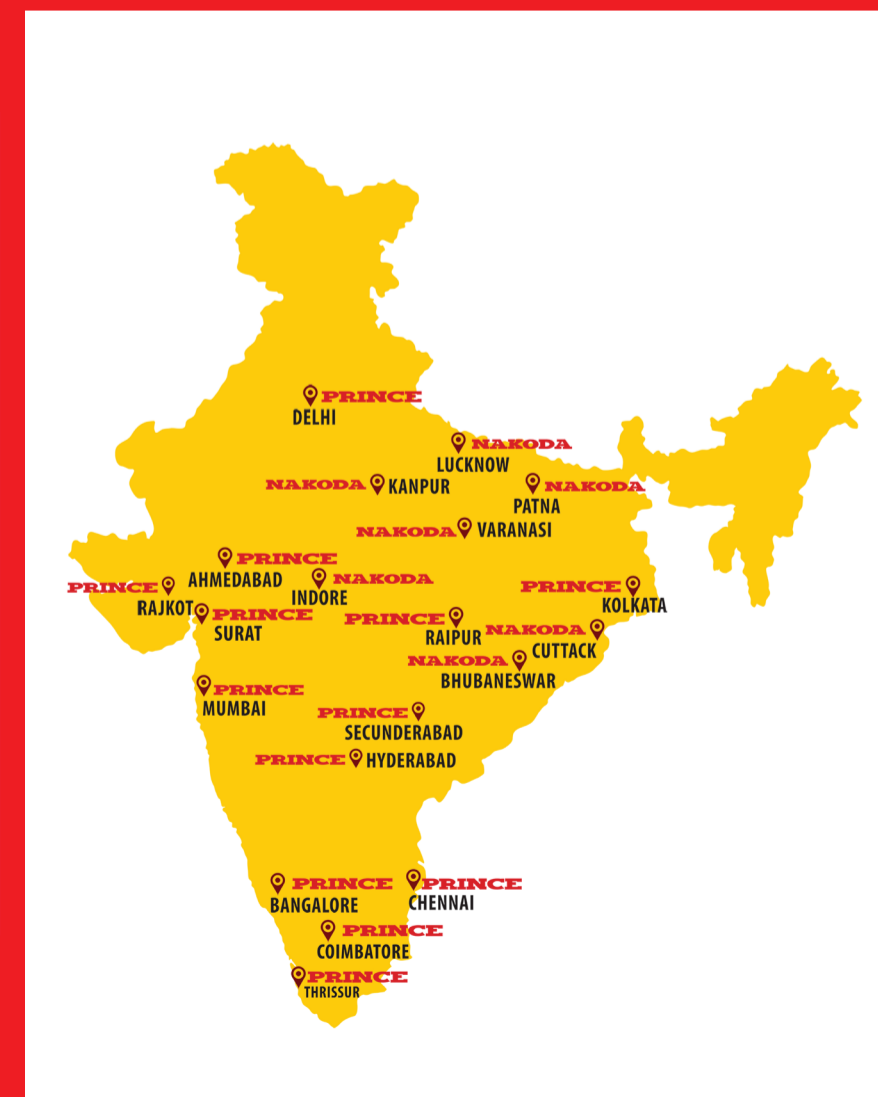 PRINCE
DELHI
NAKODA
LUCKNOW
NAKODA KANPUR
NAKODA
PATNA
NAKODA VARANASI
PRINCE
AHMEDABAD
NAKODA
INDORE
PRINCE
RAJKOT
PRINCE
KOLKATA
PRINCE
SURAT
PRINCE
RAIPUR
NAKODA
CUTTACK
NAKODA
BHUBANESWAR
PRINCE
MUMBAI
PRINCE
SECUNDERABAD
PRINCE HYDERABAD
PRINCE
BANGALORE
PRINCE
CHENNAI
PRINCE
COIMBATORE
PRINCE
THRISSUR